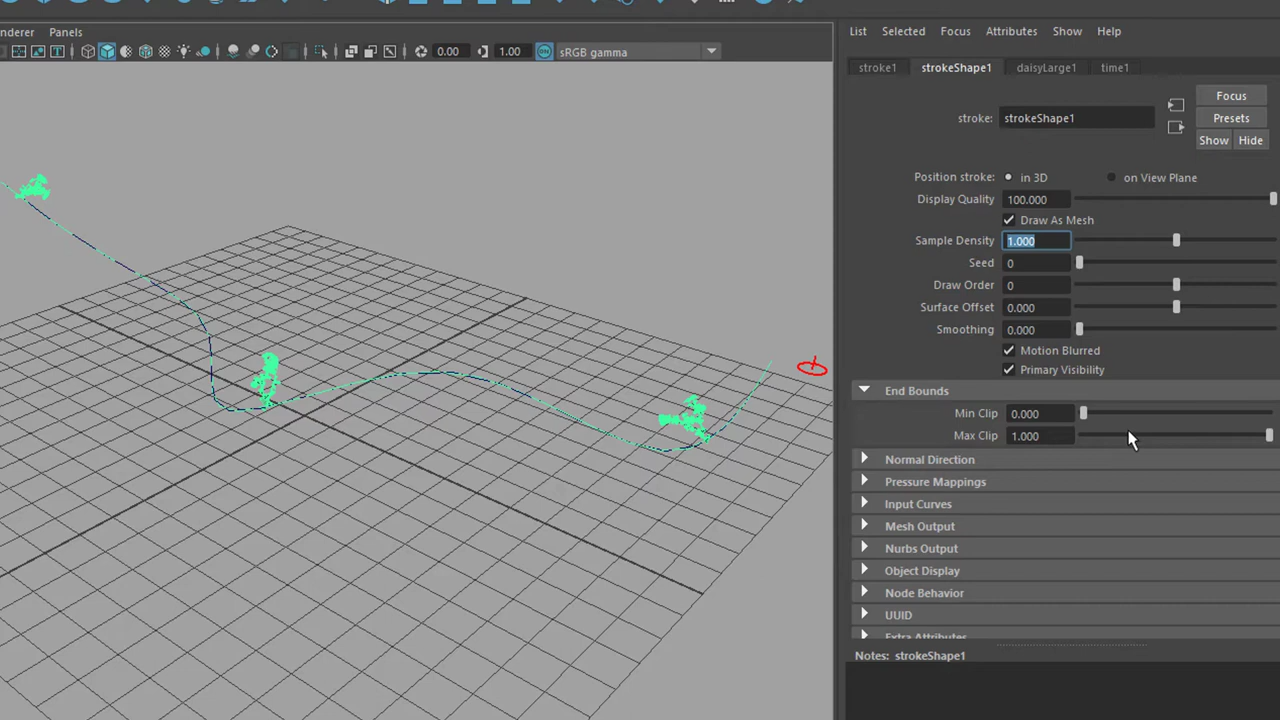 enderer Panels
0.00 1.00 ON sRGB gamma
List Selected Focus Attributes Show Help
stroke1 strokeShape1 daisyLarge1 time1
Focus
stroke: strokeShape1 Presets
Show Hide
Position stroke: in 3D on View Plane
Display Quality 100.000
Draw As Mesh
Sample Density 1.000
Seed 0
Draw Order 0
Surface Offset 0.000
Smoothing 0.000
Motion Blurred
Primary Visibility
End Bounds
Min Clip 0.000
Max Clip 1.000
Normal Direction
Pressure Mappings
Input Curves
Mesh Output
Nurbs Output
Object Display
Node Behavior
UUID
Extra Attributes
Notes: strokeShape1